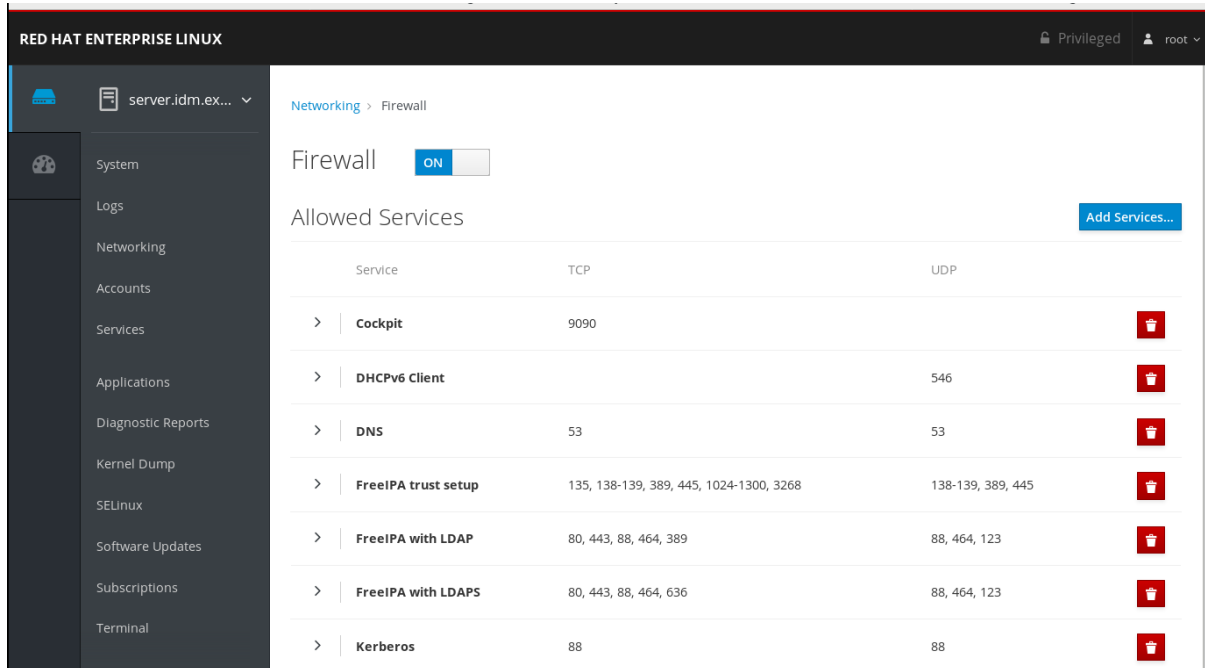 RED HAT ENTERPRISE LINUX
Privileged
root
server.idm.ex...
System
Logs
Networking
Accounts
Services
Applications
Diagnostic Reports
Kernel Dump
SELinux
Software Updates
Subscriptions
Terminal
Networking > Firewall
Firewall ON
Allowed Services Add Services...
Service TCP UDP
Cockpit 9090
DHCPv6 Client 546
DNS 53 53
FreeIPA trust setup 135, 138-139, 389, 445, 1024-1300, 3268 138-139, 389, 445
FreeIPA with LDAP 80, 443, 88, 464, 389 88, 464, 123
FreeIPA with LDAPS 80, 443, 88, 464, 636 88, 464, 123
Kerberos 88 88